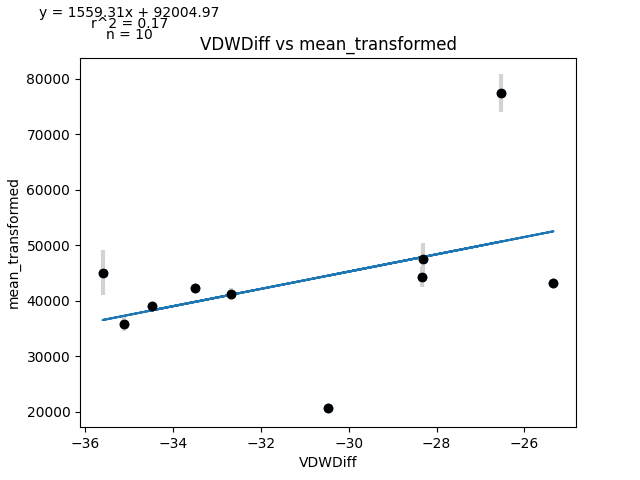 y = 1559.31x + 92004.97
r^2 = 0.17
n = 10
VDWDiff vs mean_transformed
80000
70000
60000
50000
40000
30000
20000
mean_transformed
−36
−34
−32
−30
−28
−26
VDWDiff